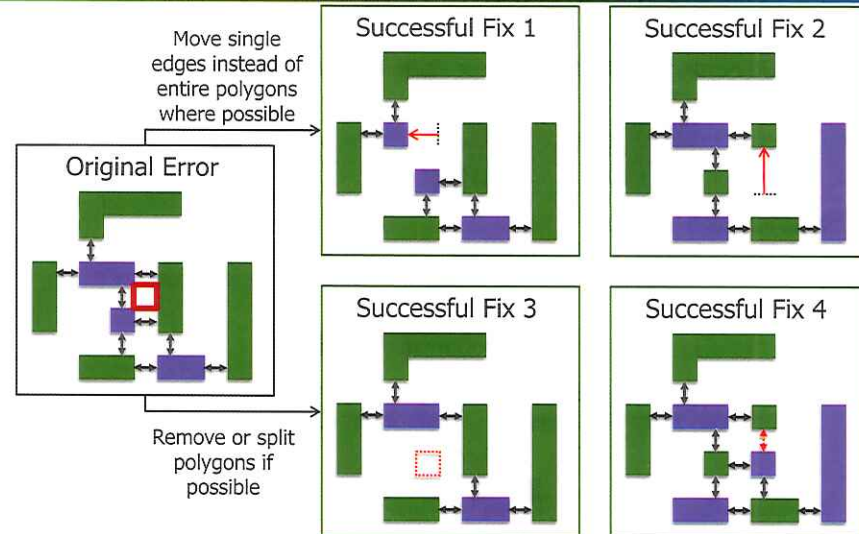 Move single
edges instead of
entire polygons
where possible
Original Error
Remove or split
polygons if
possible
Successful Fix 1
Successful Fix 2
Successful Fix 3
Successful Fix 4